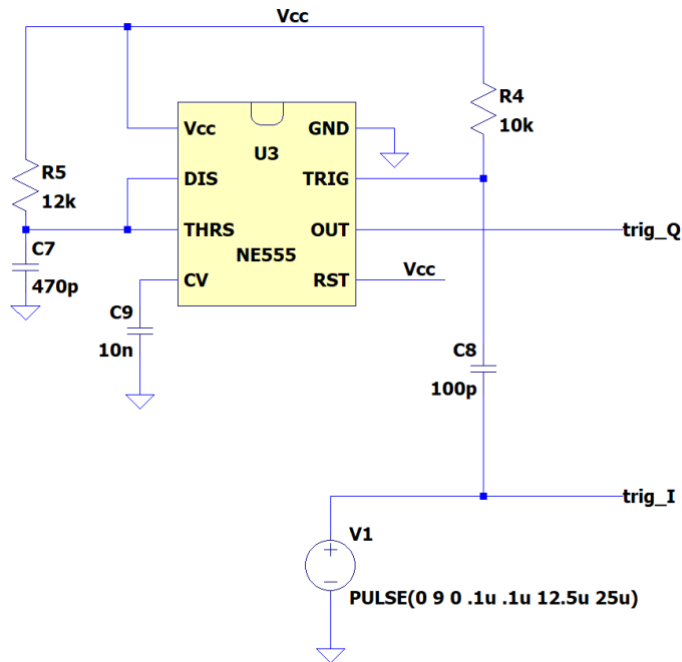 Vcc
R4
10k
Vcc
GND
U3
R5
12k
DIS
TRIG
THRS
OUT
trig_Q
NE555
C7
470p
CV
RST
Vcc
C9
10n
C8
100p
trig_I
V1
PULSE(0 9 0 .1u .1u 12.5u 25u)